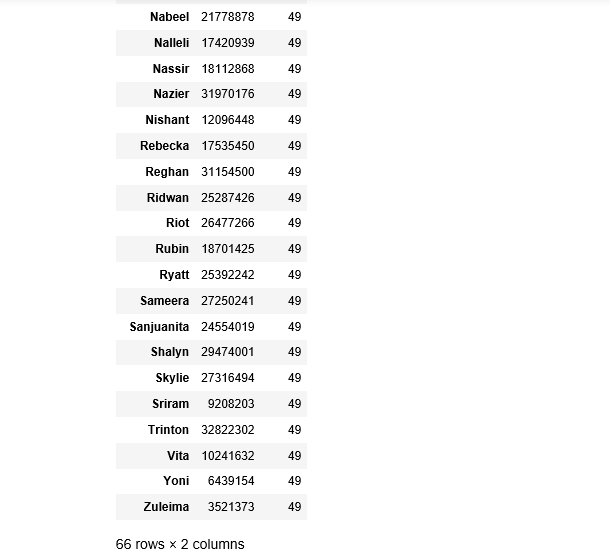 Nabeel 21778878 49
Nalleli 17420939 49
Nassir 18112868 49
Nazier 31970176 49
Nishant 12096448 49
Rebecka 17535450 49
Reghan 31154500 49
Ridwan 25287426 49
Riot 26477266 49
Rubin 18701425 49
Ryatt 25392242 49
Sameera 27250241 49
Sanjuanita 24554019 49
Shalyn 29474001 49
Skylie 27316494 49
Sriram 9208203 49
Trinton 32822302 49
Vita 10241632 49
Yoni 6439154 49
Zuleima 3521373 49
66 rows × 2 columns